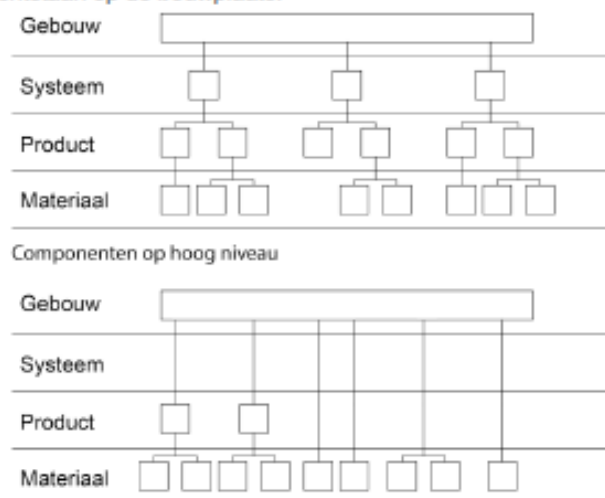 Gebouw
Systeem
Product
Materiaal
Componenten op hoog niveau
Gebouw
Systeem
Product
Materiaal